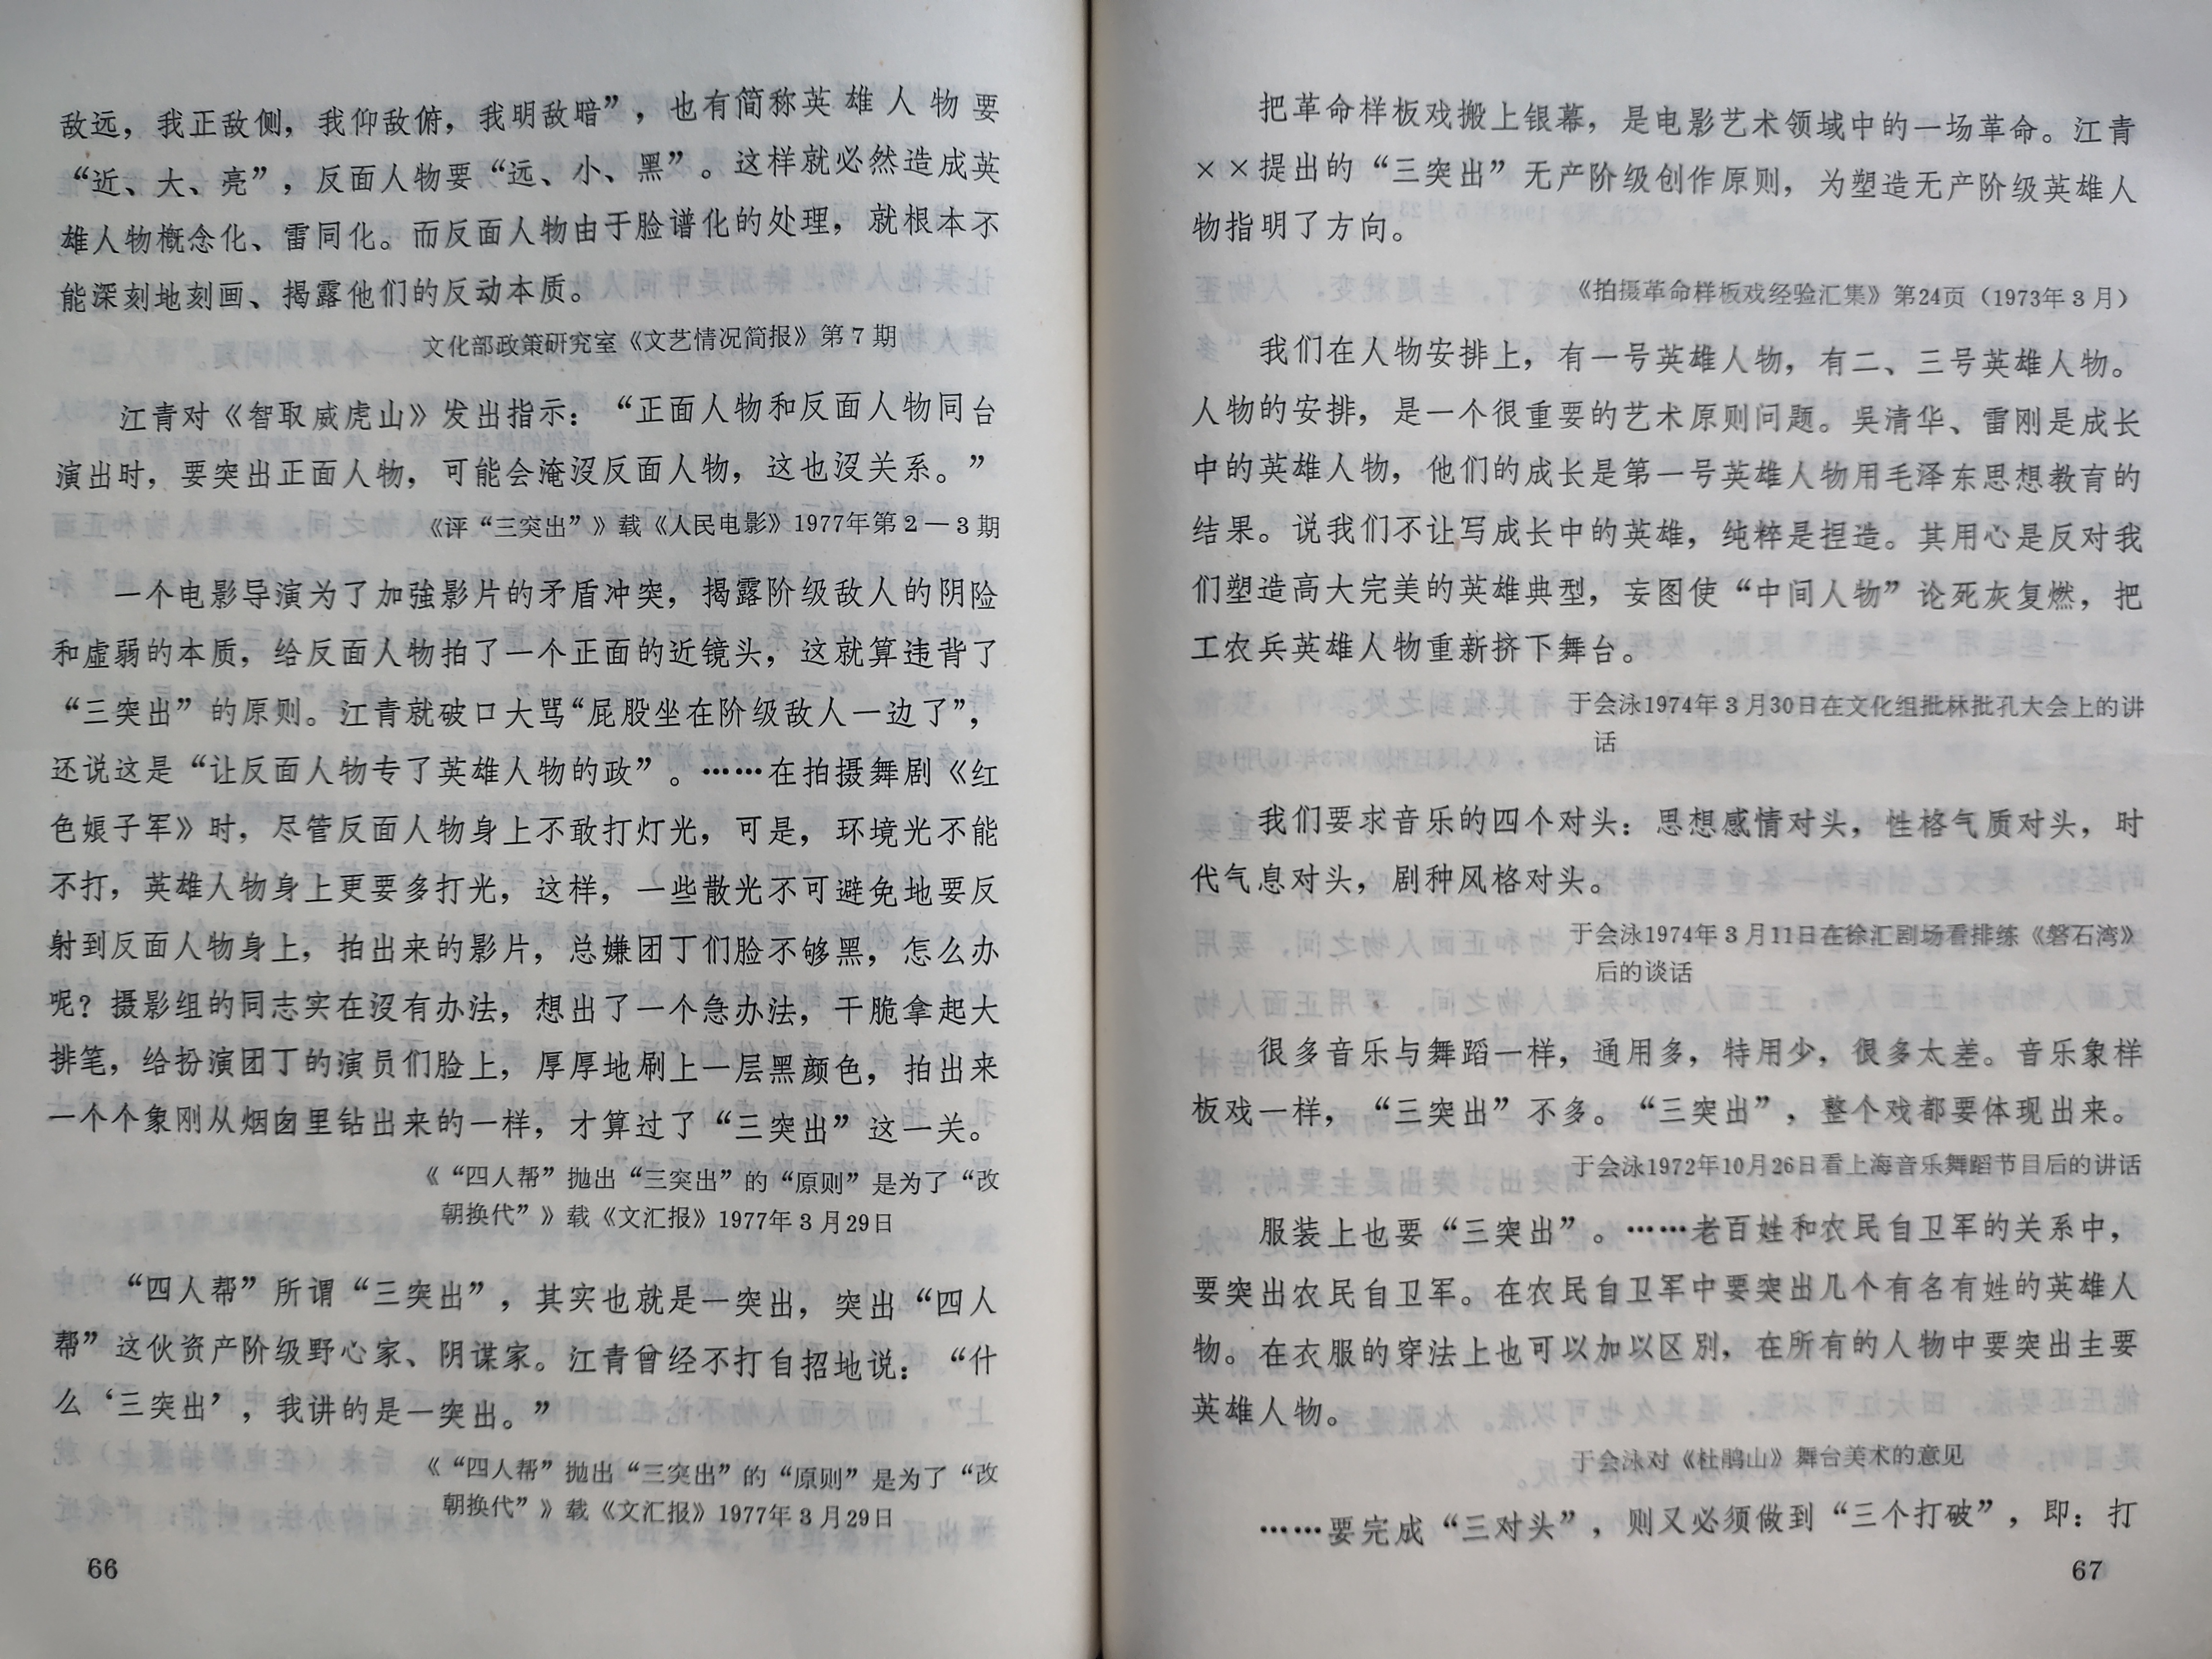 敌远，我正敌侧，我仰敌俯，我明敌暗”，也有简称英雄人物要
“近、大、亮”，反面人物要“远、小、黑”。这样就必然造成英
雄人物概念化、雷同化。而反面人物由于脸谱化的处理，就根本不
能深刻地刻画、揭露他们的反动本质。
文化部政策研究室《文艺情况简报》第7期
江青对《智取威虎山》发出指示：“正面人物和反面人物同台
演出时，要突出正面人物，可能会淹没反面人物，这也没关系。”
《评“三突出”》载《人民电影》1977年第2—3期
一个电影导演为了加強影片的矛盾冲突，揭露阶级敌人的阴险
和虚弱的本质，给反面人物拍了一个正面的近镜头，这就算违背了
“三突出”的原则。江青就破口大骂“屁股坐在阶级敌人一边了”，
还说这是“让反面人物专了英雄人物的政”。……在拍摄舞剧《红
色娘子军》时，尽管反面人物身上不敢打灯光，可是，环境光不能
不打，英雄人物身上更要多打光，这样，一些散光不可避免地要反
射到反面人物身上，拍出来的影片，总嫌团丁们脸不够黑，怎么办
呢？摄影组的同志实在没有办法，想出了一个急办法，干脆拿起大
排笔，给扮演团丁的演员们脸上，厚厚地刷上一层黑颜色，拍出来
一个个象刚从烟囱里钻出来的一样，才算过了“三突出”这一关。
《“四人帮”抛出“三突出”的“原则”是为了“改
朝换代”》载《文汇报》1977年3月29日
“四人帮”所谓“三突出”，其实也就是一突出，突出“四人
帮”这伙资产阶级野心家、阴谋家。江青曾经不打自招地说：“什
么‘三突出’，我讲的是一突出。”
《“四人帮”抛出“三突出”的“原则”是为了“改
朝换代”》载《文汇报》1977年3月29日
66
把革命样板戏搬上银幕，是电影艺术领域中的一场革命。江青
××提出的“三突出”无产阶级创作原则，为塑造无产阶级英雄人
物指明了方向。
《拍摄革命样板戏经验汇集》第24页（1973年3月）
我们在人物安排上，有一号英雄人物，有二、三号英雄人物。
人物的安排，是一个很重要的艺术原则问题。吴清华、雷刚是成长
中的英雄人物，他们的成长是第一号英雄人物用毛泽东思想教育的
结果。说我们不让写成长中的英雄，纯粹是捏造。其用心是反对我
们塑造高大完美的英雄典型，妄图使“中间人物”论死灰复燃，把
工农兵英雄人物重新挤下舞台。
于会泳1974年3月30日在文化组批林批孔大会上的讲
话
我们要求音乐的四个对头：思想感情对头，性格气质对头，时
代气息对头，剧种风格对头。
于会泳1974年3月11日在徐汇剧场看排练《磐石湾》
后的谈话
很多音乐与舞蹈一样，通用多，特用少，很多太差。音乐象样
板戏一样，“三突出”不多。“三突出”，整个戏都要体现出来。
于会泳1972年10月26日看上海音乐舞蹈节目后的讲话
服装上也要“三突出”。……老百姓和农民自卫军的关系中，
要突出农民自卫军。在农民自卫军中要突出几个有名有姓的英雄人
物。在衣服的穿法上也可以加以区别，在所有的人物中要突出主要
英雄人物。
于会泳对《杜鹃山》舞台美术的意见
……要完成“三对头”，则又必须做到“三个打破”，即：打
67